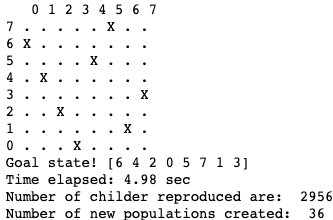 0 1 2 3 4 5 6 7
7 . . . . . X . .
6 X . . . . . . .
5 . . . . X . . .
4 . X . . . . . .
3 . . . . . . . X
2 . . X . . . . .
1 . . . . . . X .
0 . . . X . . . .
Goal state! [6 4 2 0 5 7 1 3]
Time elapsed: 4.98 sec
Number of childer reproduced are:  2956
Number of new populations created:  36